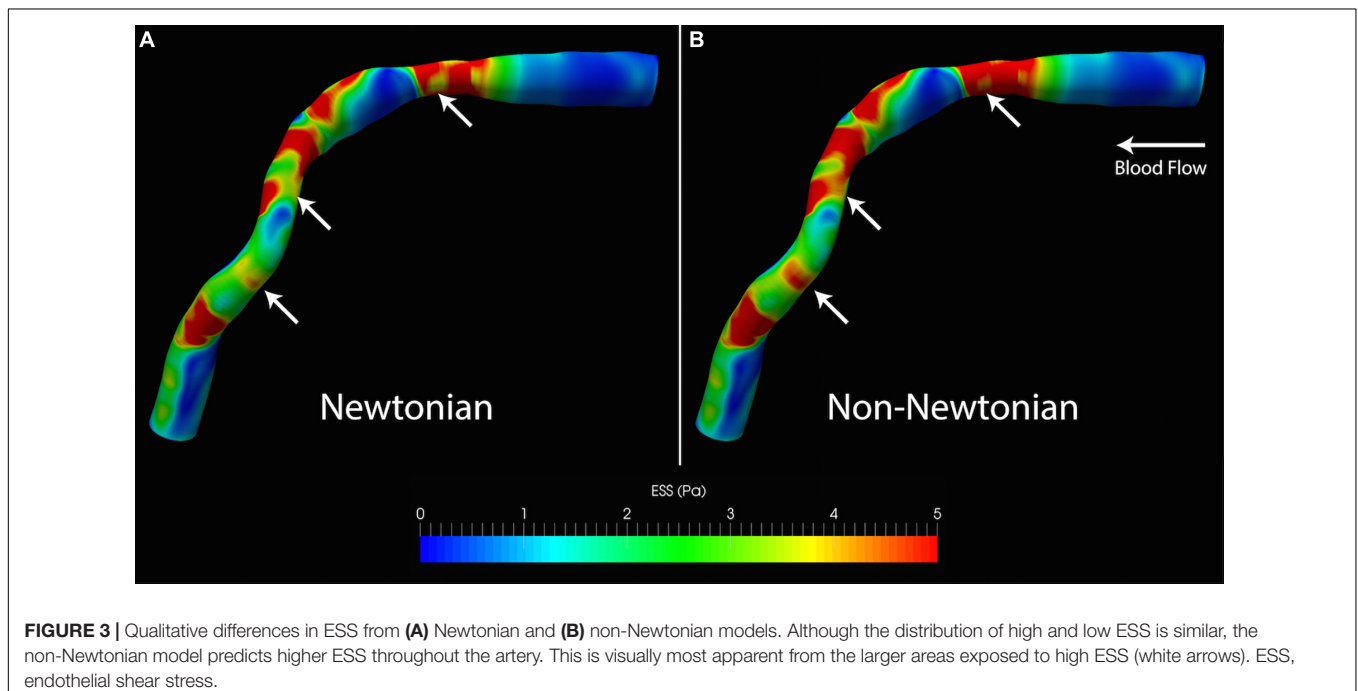 A
B
Blood Flow
Newtonian
Non-Newtonian
ESS (Pa)
0 1 2 3 4 5
FIGURE 3 | Qualitative differences in ESS from (A) Newtonian and (B) non-Newtonian models. Although the distribution of high and low ESS is similar, the
non-Newtonian model predicts higher ESS throughout the artery. This is visually most apparent from the larger areas exposed to high ESS (white arrows). ESS,
endothelial shear stress.